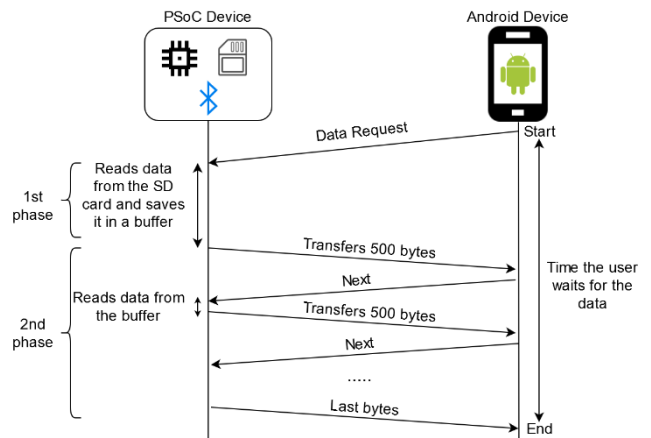 PSoC Device
Android Device
Data Request
Start
Reads data
from the SD
card and saves
it in a buffer
1st
phase
Transfers 500 bytes
Next
Time the user
waits for the
data
Reads data from
the buffer
Transfers 500 bytes
2nd
phase
Next
.....
Last bytes
End